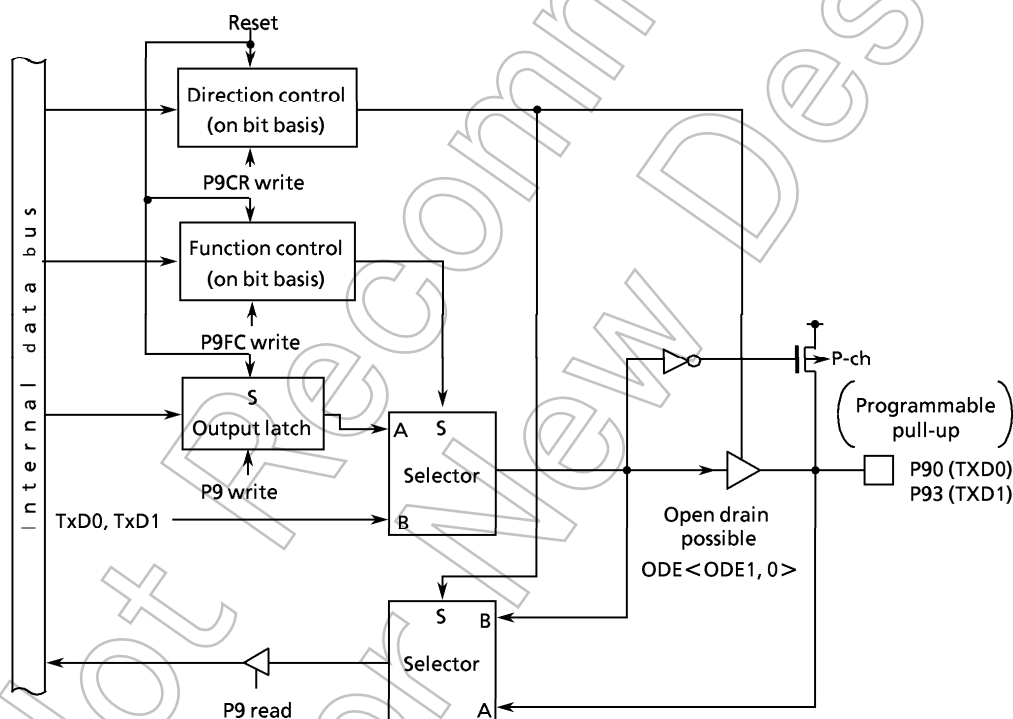 Reset
Direction control
(on bit basis)
P9CR write
Function control
(on bit basis)
P9FC write
S
Output latch
P9 write
TxD0, TxD1
Internal data bus
A
S
Selector
B
P-ch
Programmable
pull-up
P90 (TXD0)
P93 (TXD1)
Open drain
possible
ODE<ODE1, 0>
S
B
Selector
A
P9 read